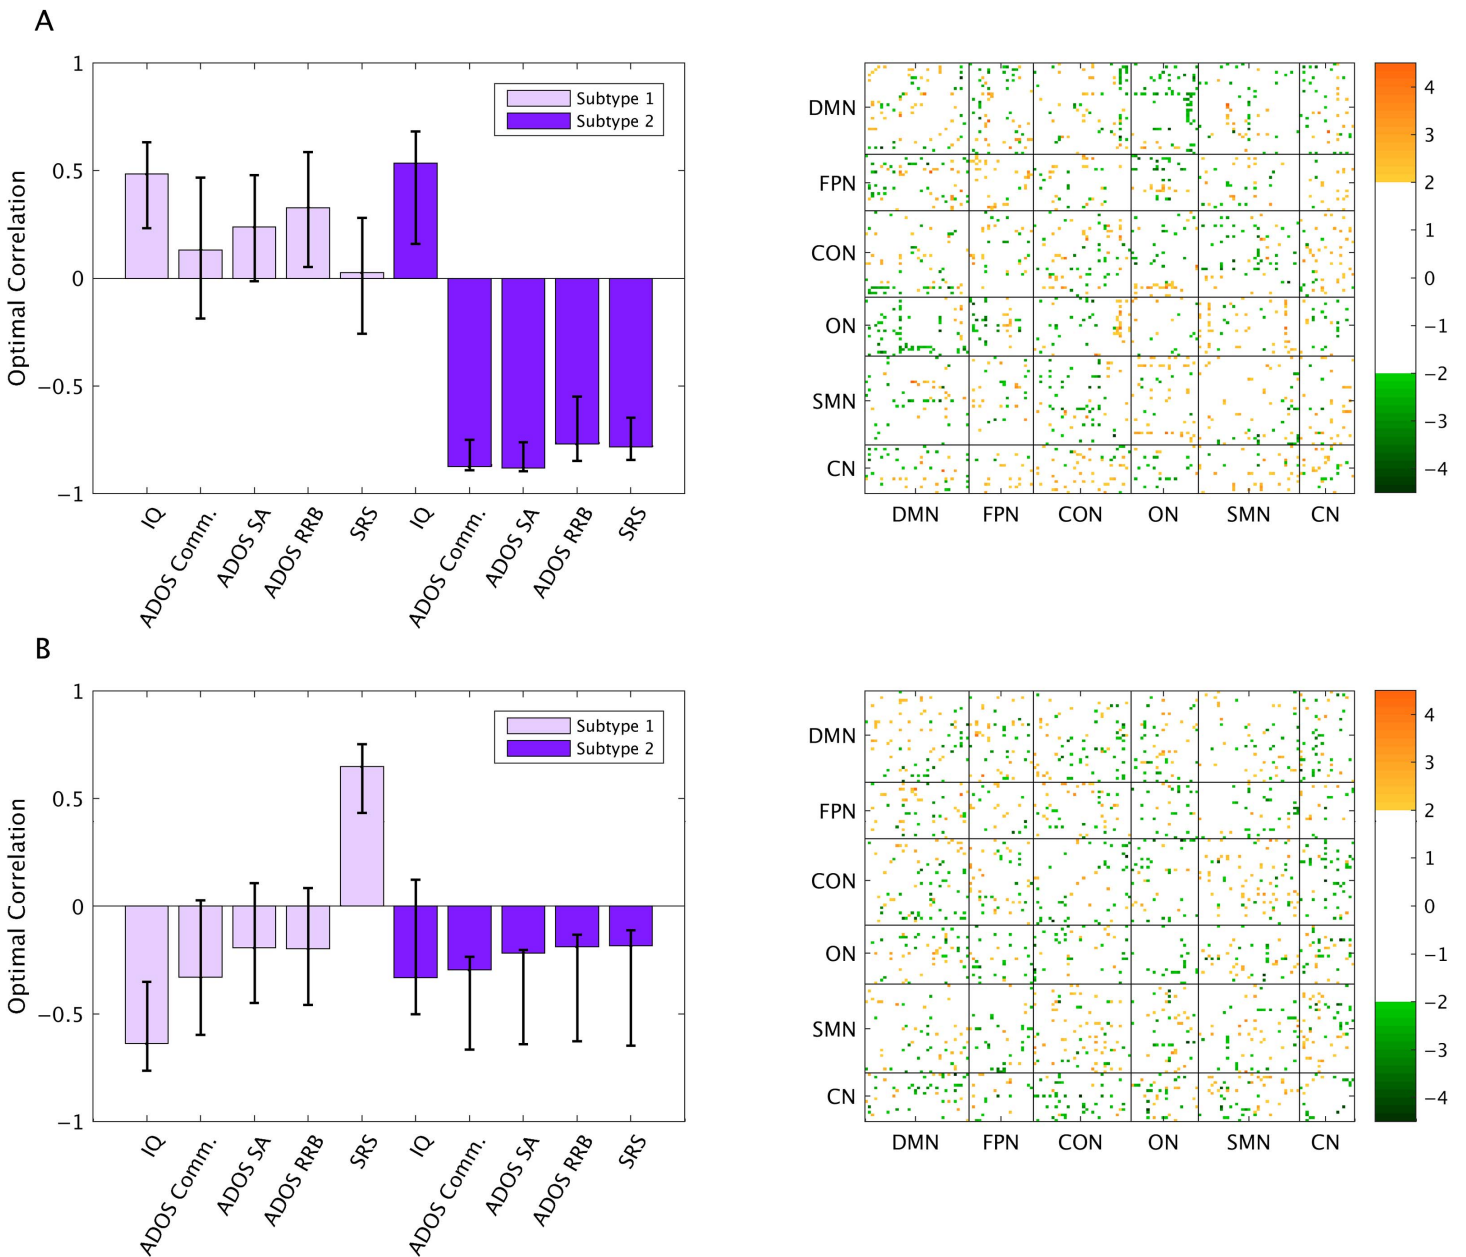 A
Optimal Correlation
1
0.5
0
−0.5
−1
Subtype 1
Subtype 2
IQ
ADOS Comm.
ADOS SA
ADOS RRB
SRS
IQ
ADOS Comm.
ADOS SA
ADOS RRB
SRS
DMN
FPN
CON
ON
SMN
CN
DMN FPN CON ON SMN CN
4
3
2
1
0
−1
−2
−3
−4
B
Optimal Correlation
1
0.5
0
−0.5
−1
Subtype 1
Subtype 2
IQ
ADOS Comm.
ADOS SA
ADOS RRB
SRS
IQ
ADOS Comm.
ADOS SA
ADOS RRB
SRS
DMN
FPN
CON
ON
SMN
CN
DMN FPN CON ON SMN CN
4
3
2
1
0
−1
−2
−3
−4